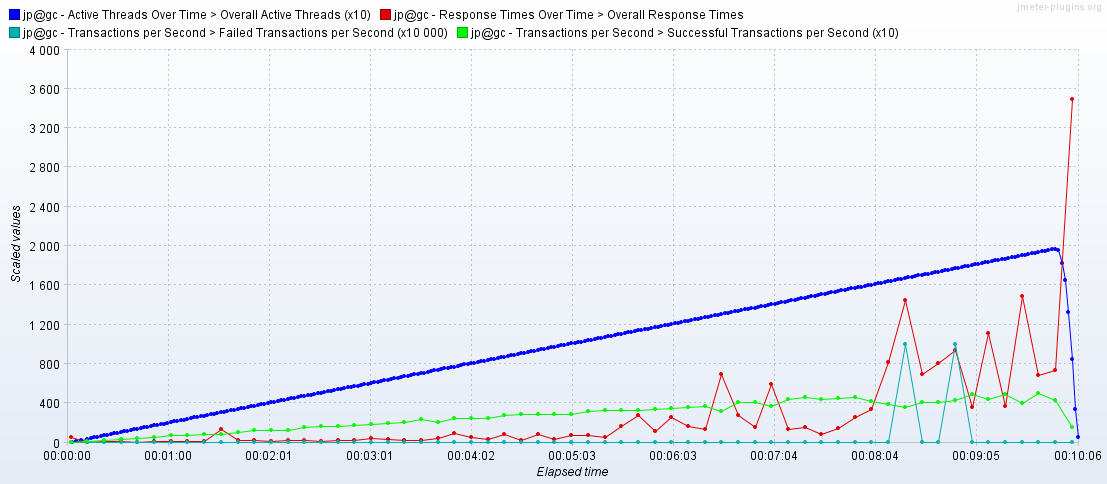 jmeter-plugins.org
jp@gc - Active Threads Over Time > Overall Active Threads (x10) jp@gc - Response Times Over Time > Overall Response Times
jp@gc - Transactions per Second > Failed Transactions per Second (x10 000) jp@gc - Transactions per Second > Successful Transactions per Second (x10)
4 000
3 600
3 200
2 800
2 400
2 000
1 600
1 200
800
400
0
Scaled values
00:00:00 00:01:00 00:02:01 00:03:01 00:04:02 00:05:03 00:06:03 00:07:04 00:08:04 00:09:05 00:10:06
Elapsed time